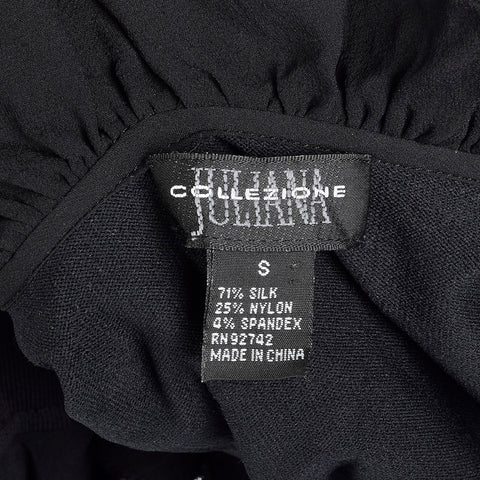 JULIANA
COLLEZIONE
S
71% SILK
25% NYLON
4% SPANDEX
RN 92742
MADE IN CHINA